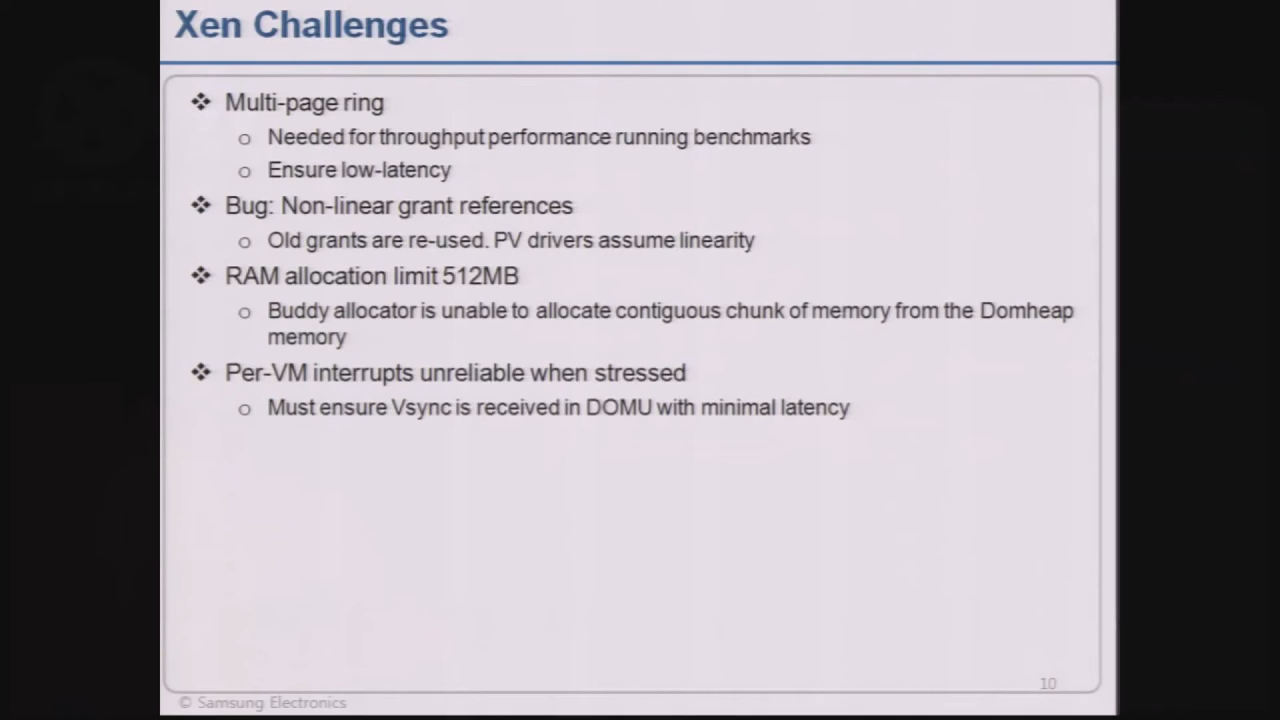 Xen Challenges
❖ Multi-page ring
o Needed for throughput performance running benchmarks
o Ensure low-latency
❖ Bug: Non-linear grant references
o Old grants are re-used. PV drivers assume linearity
❖ RAM allocation limit 512MB
o Buddy allocator is unable to allocate contiguous chunk of memory from the Domheap
memory
❖ Per-VM interrupts unreliable when stressed
o Must ensure Vsync is received in DOMU with minimal latency
10
© Samsung Electronics